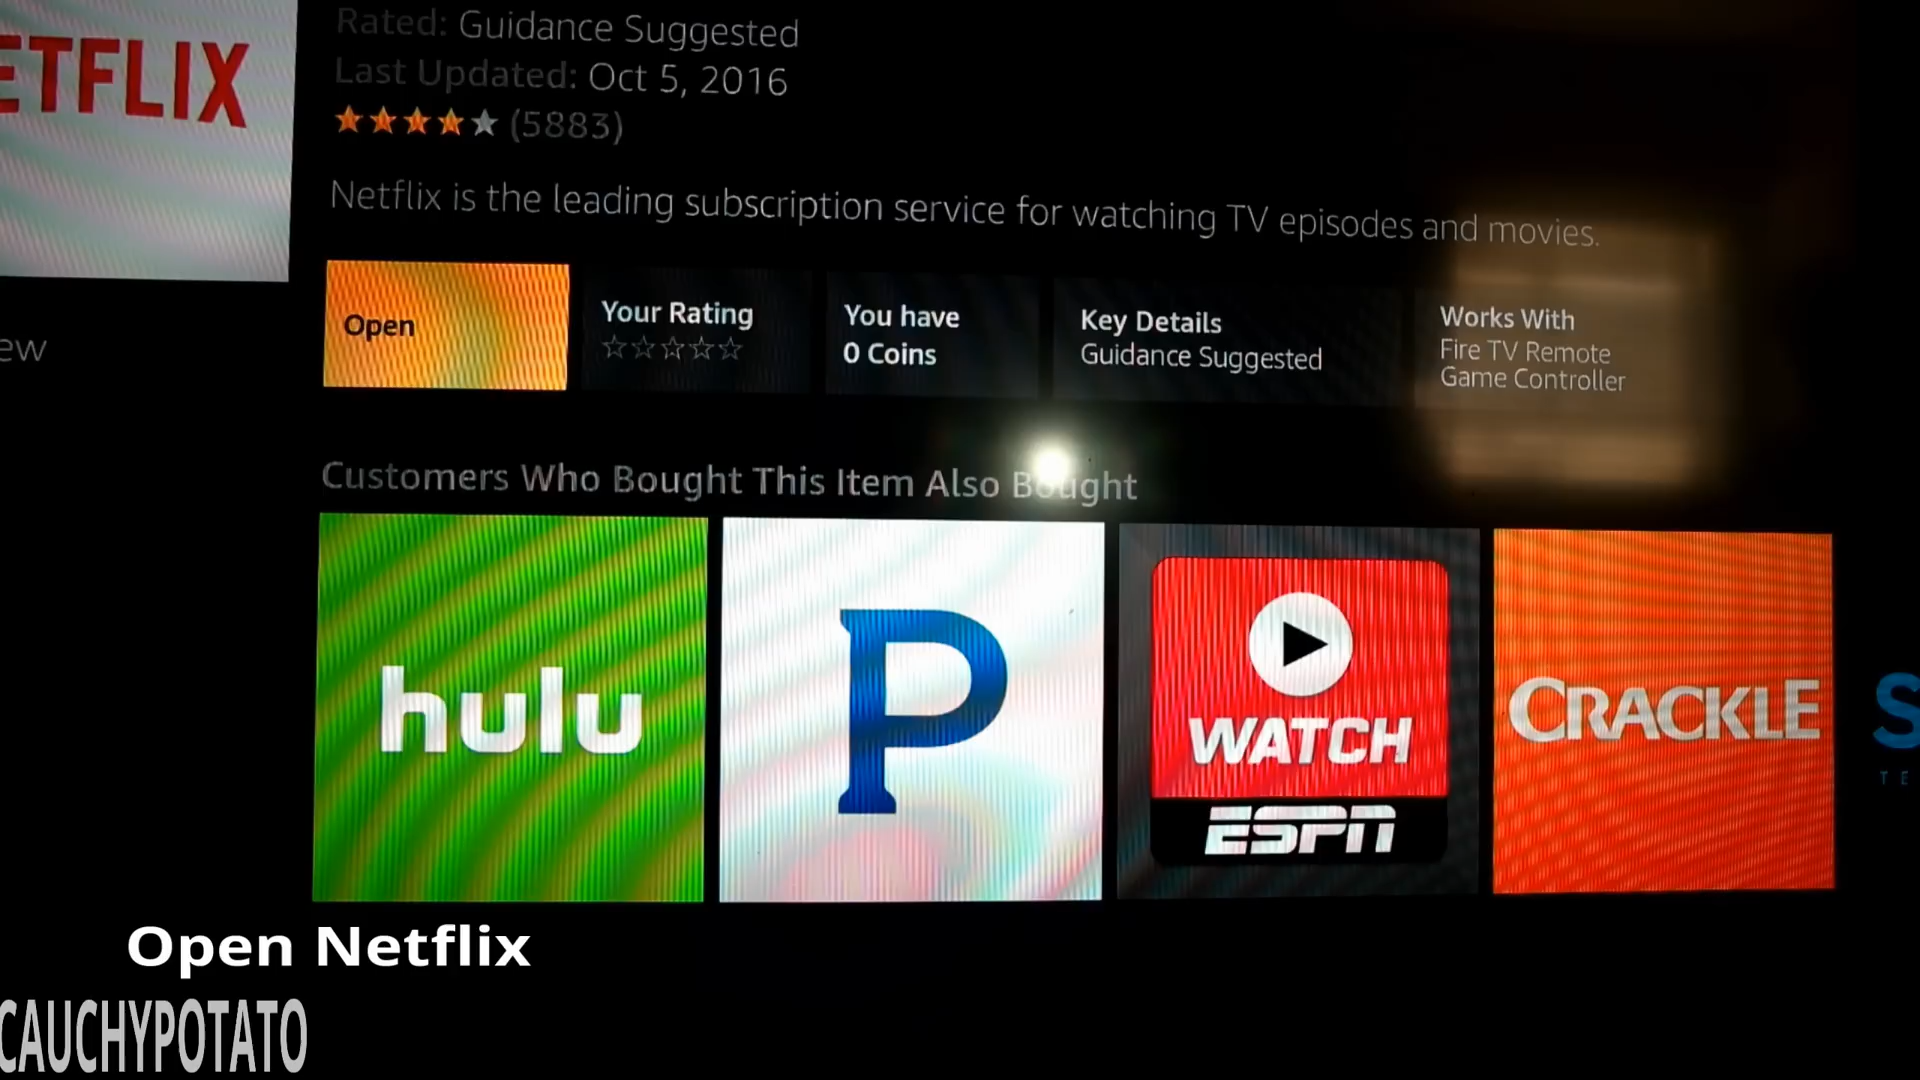 ETFLIX
Rated: Guidance Suggested
Last Updated: Oct 5, 2016
(5883)
Netflix is the leading subscription service for watching TV episodes and movies.
Open
Your Rating
You have
0 Coins
Key Details
Guidance Suggested
Works With
Fire TV Remote
Game Controller
ew
Customers Who Bought This Item Also Bought
hulu
P
WATCH
ESPN
CRACKLE
S
TE
Open Netflix
CAUCHYPOTATO